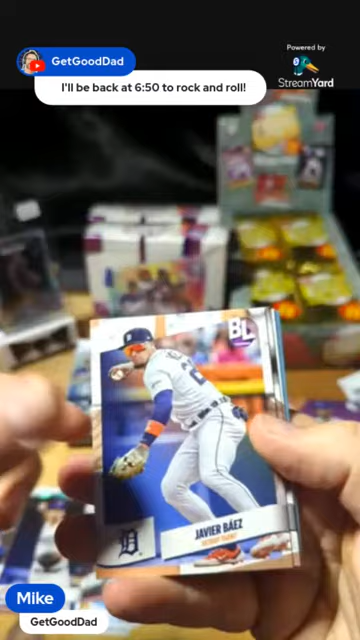 Powered by
StreamYard
GetGoodDad
I'll be back at 6:50 to rock and roll!
BL
JAVIER BÁEZ
DETROIT TIGERS
Mike
GetGoodDad